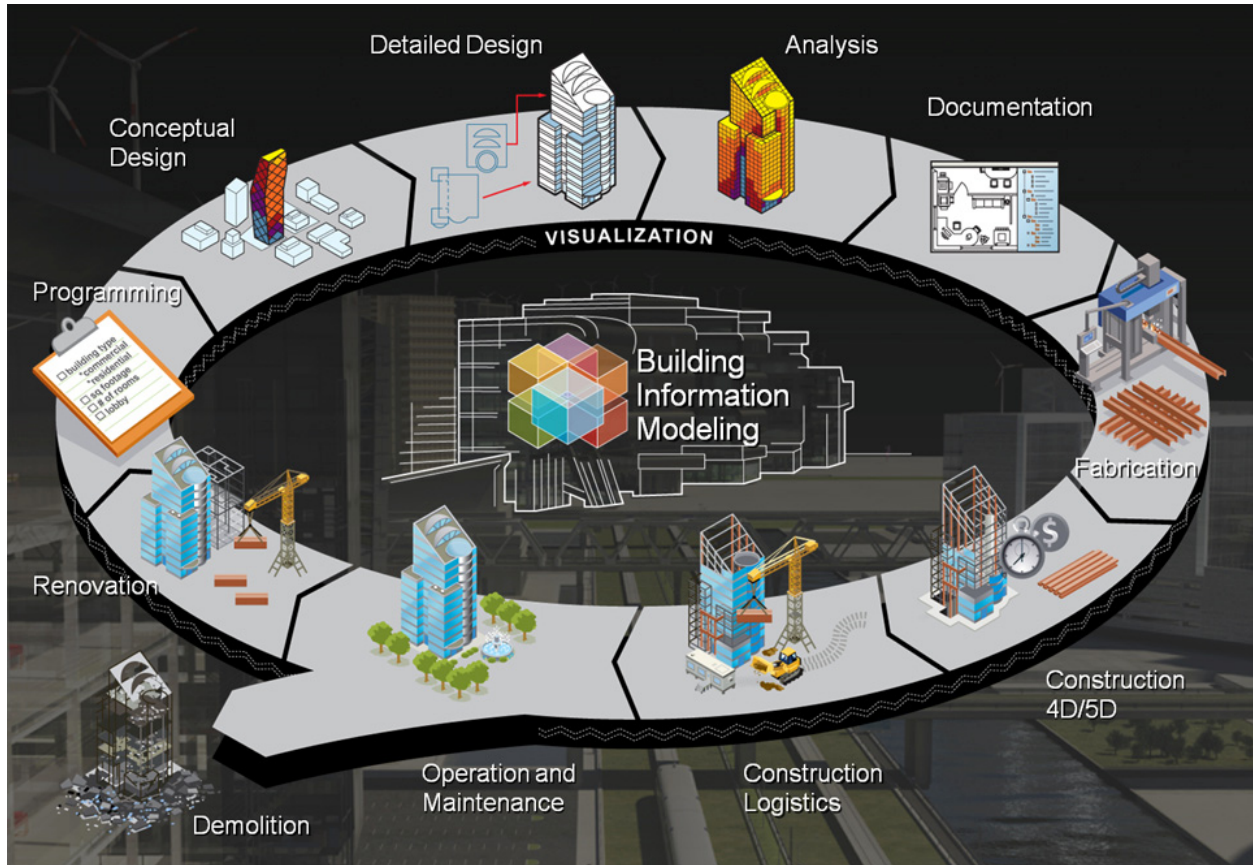 Detailed Design
Analysis
Documentation
Conceptual
Design
VISUALIZATION
Programming
building type
*commercial
*residential
sq footage
# of rooms
lobby
Building
Information
Modeling
Fabrication
$
Renovation
Construction
4D/5D
Operation and
Maintenance
Construction
Logistics
Demolition